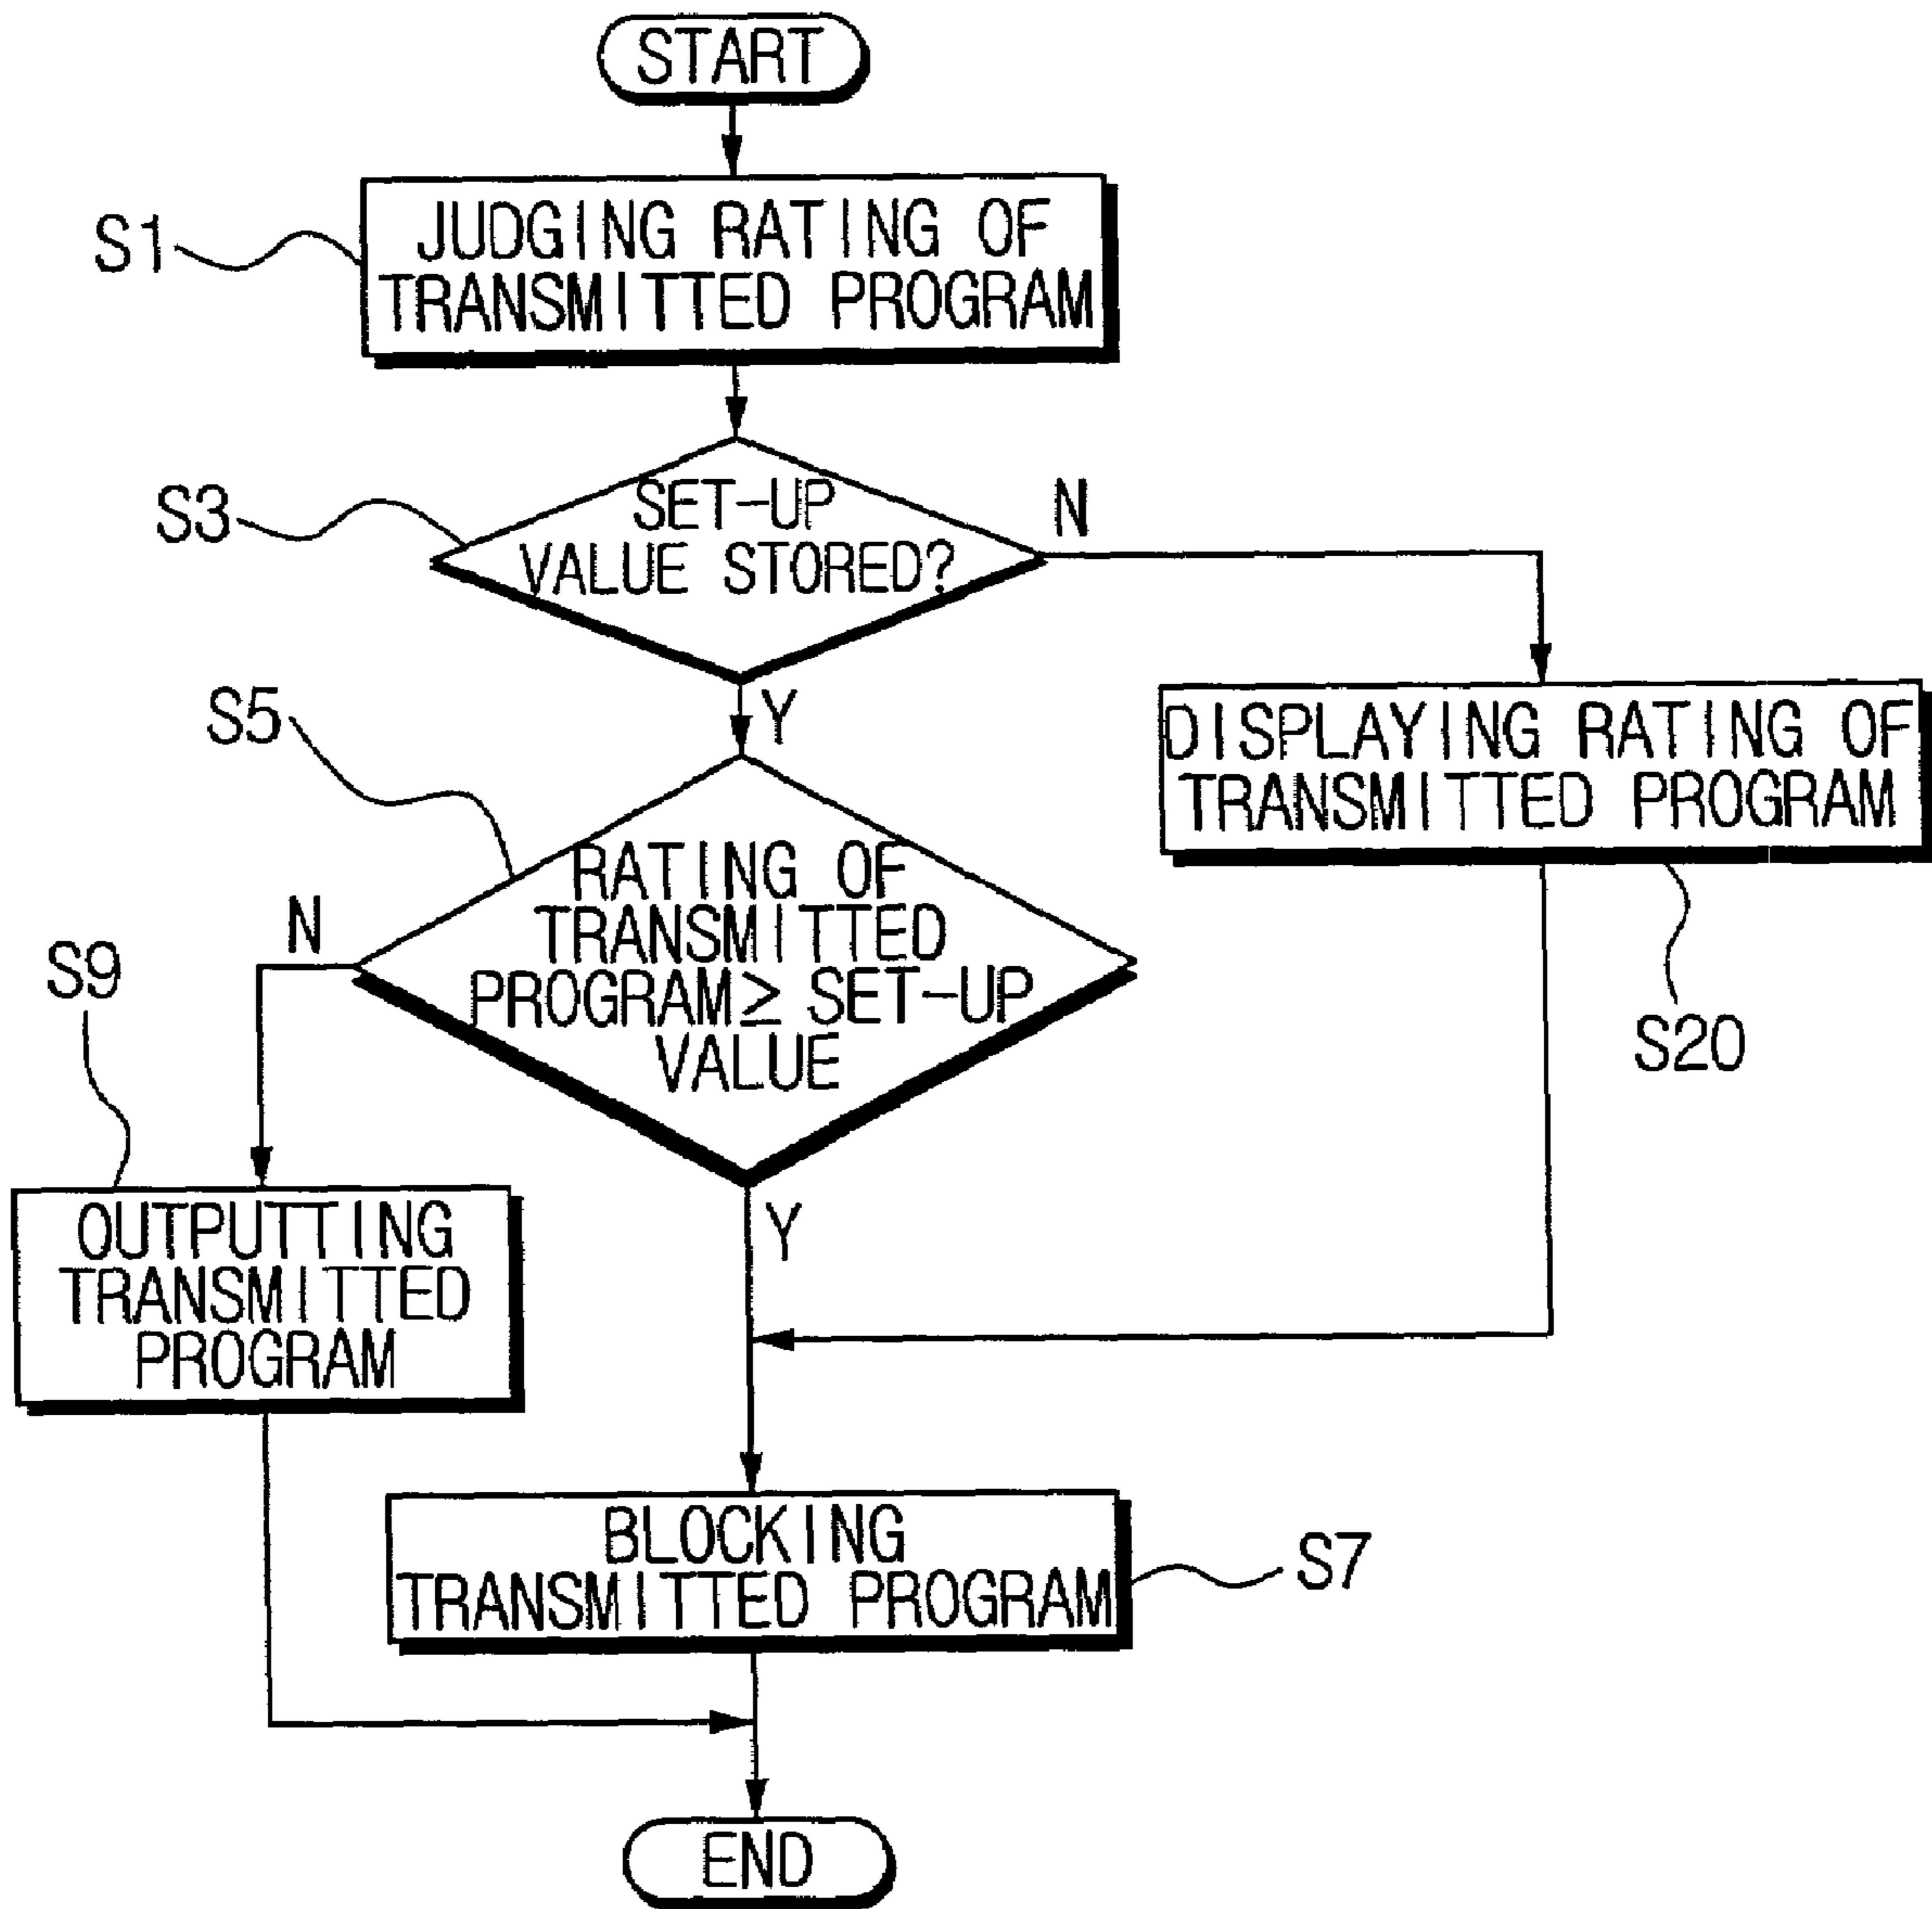 START
S1
JUDGING RATING OF
TRANSMITTED PROGRAM
S3
SET-UP
VALUE STORED?
N
Y
S5
DISPLAYING RATING OF
TRANSMITTED PROGRAM
S20
RATING OF
TRANSMITTED
PROGRAM≥ SET-UP
VALUE
N
S9
Y
OUTPUTTING
TRANSMITTED
PROGRAM
BLOCKING
TRANSMITTED PROGRAM
S7
END